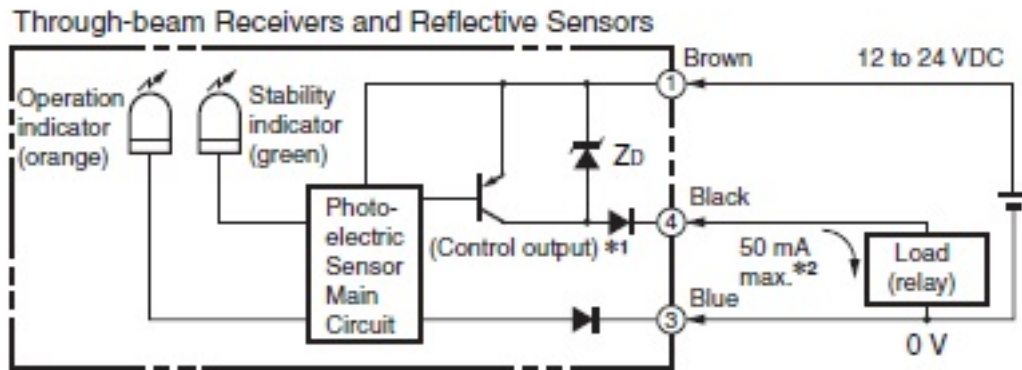 Through-beam Receivers and Reflective Sensors
Operation
indicator
(orange)
Stability
indicator
(green)
Photo-
electric
Sensor
Main
Circuit
ZD
(Control output) *1
1
Brown
12 to 24 VDC
4
Black
50 mA
max.*2
Load
(relay)
3
Blue
0 V